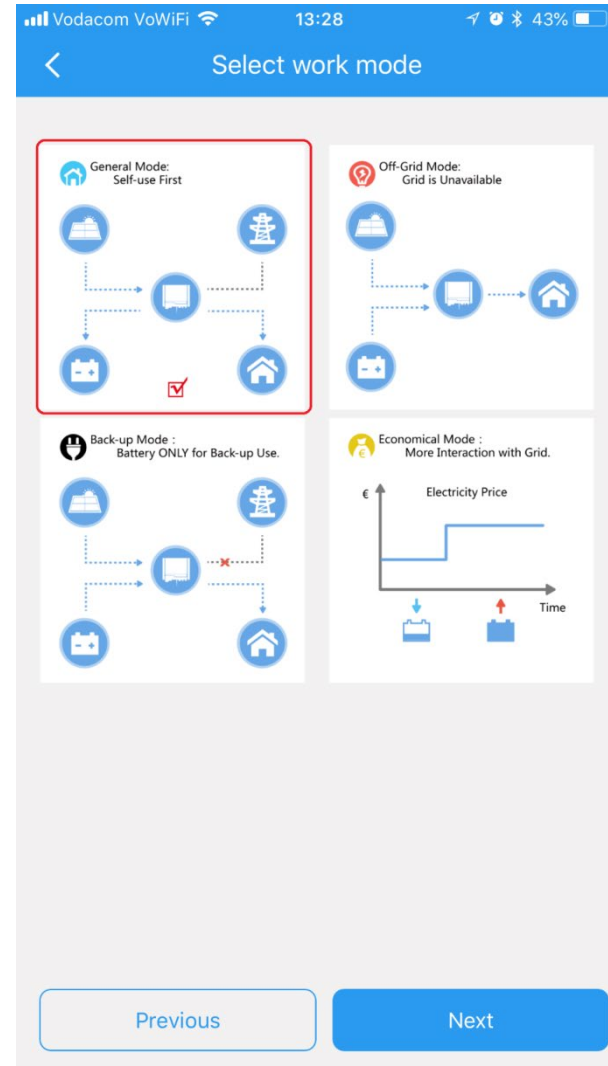 Vodacom VoWiFi 13:28 43%
Select work mode
General Mode:
Self-use First
Off-Grid Mode:
Grid is Unavailable
Back-up Mode :
Battery ONLY for Back-up Use.
Economical Mode :
More Interaction with Grid.
€ Electricity Price
Time
Previous
Next